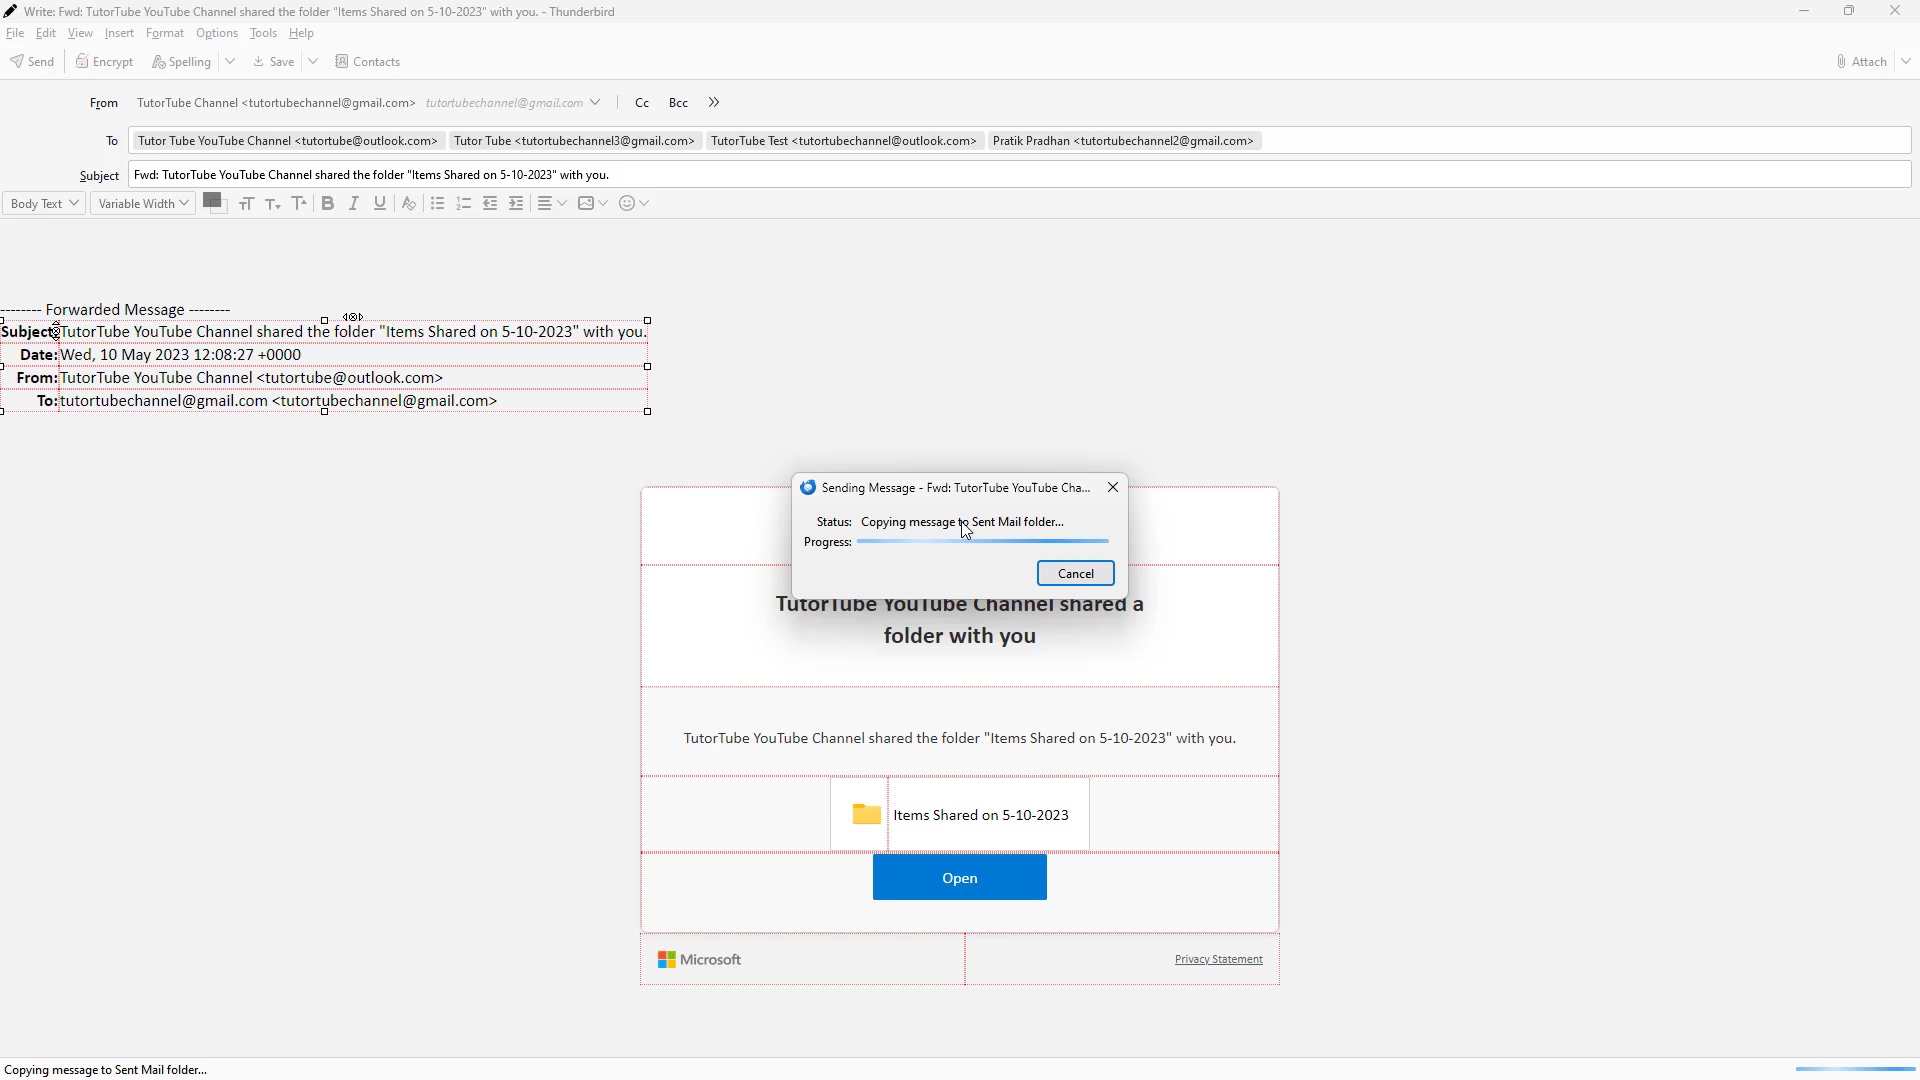 Write: Fwd: TutorTube YouTube Channel shared the folder "Items Shared on 5-10-2023" with you. - Thunderbird
File Edit View Insert Format Options Tools Help
Send Encrypt Spelling Save Contacts Attach
From TutorTube Channel <tutortubechannel@gmail.com> tutortubechannel@gmail.com Cc Bcc
To Tutor Tube YouTube Channel <tutortube@outlook.com> Tutor Tube <tutortubechannel3@gmail.com> TutorTube Test <tutortubechannel@outlook.com> Pratik Pradhan <tutortubechannel2@gmail.com>
Subject Fwd: TutorTube YouTube Channel shared the folder "Items Shared on 5-10-2023" with you.
Body Text Variable Width
-------- Forwarded Message --------
Subject: TutorTube YouTube Channel shared the folder "Items Shared on 5-10-2023" with you.
Date: Wed, 10 May 2023 12:08:27 +0000
From: TutorTube YouTube Channel <tutortube@outlook.com>
To: tutortubechannel@gmail.com <tutortubechannel@gmail.com>
Sending Message - Fwd: TutorTube YouTube Cha...
Status: Copying message to Sent Mail folder...
Progress:
Cancel
TutorTube YouTube Channel shared a
folder with you
TutorTube YouTube Channel shared the folder "Items Shared on 5-10-2023" with you.
Items Shared on 5-10-2023
Open
Microsoft Privacy Statement
Copying message to Sent Mail folder...